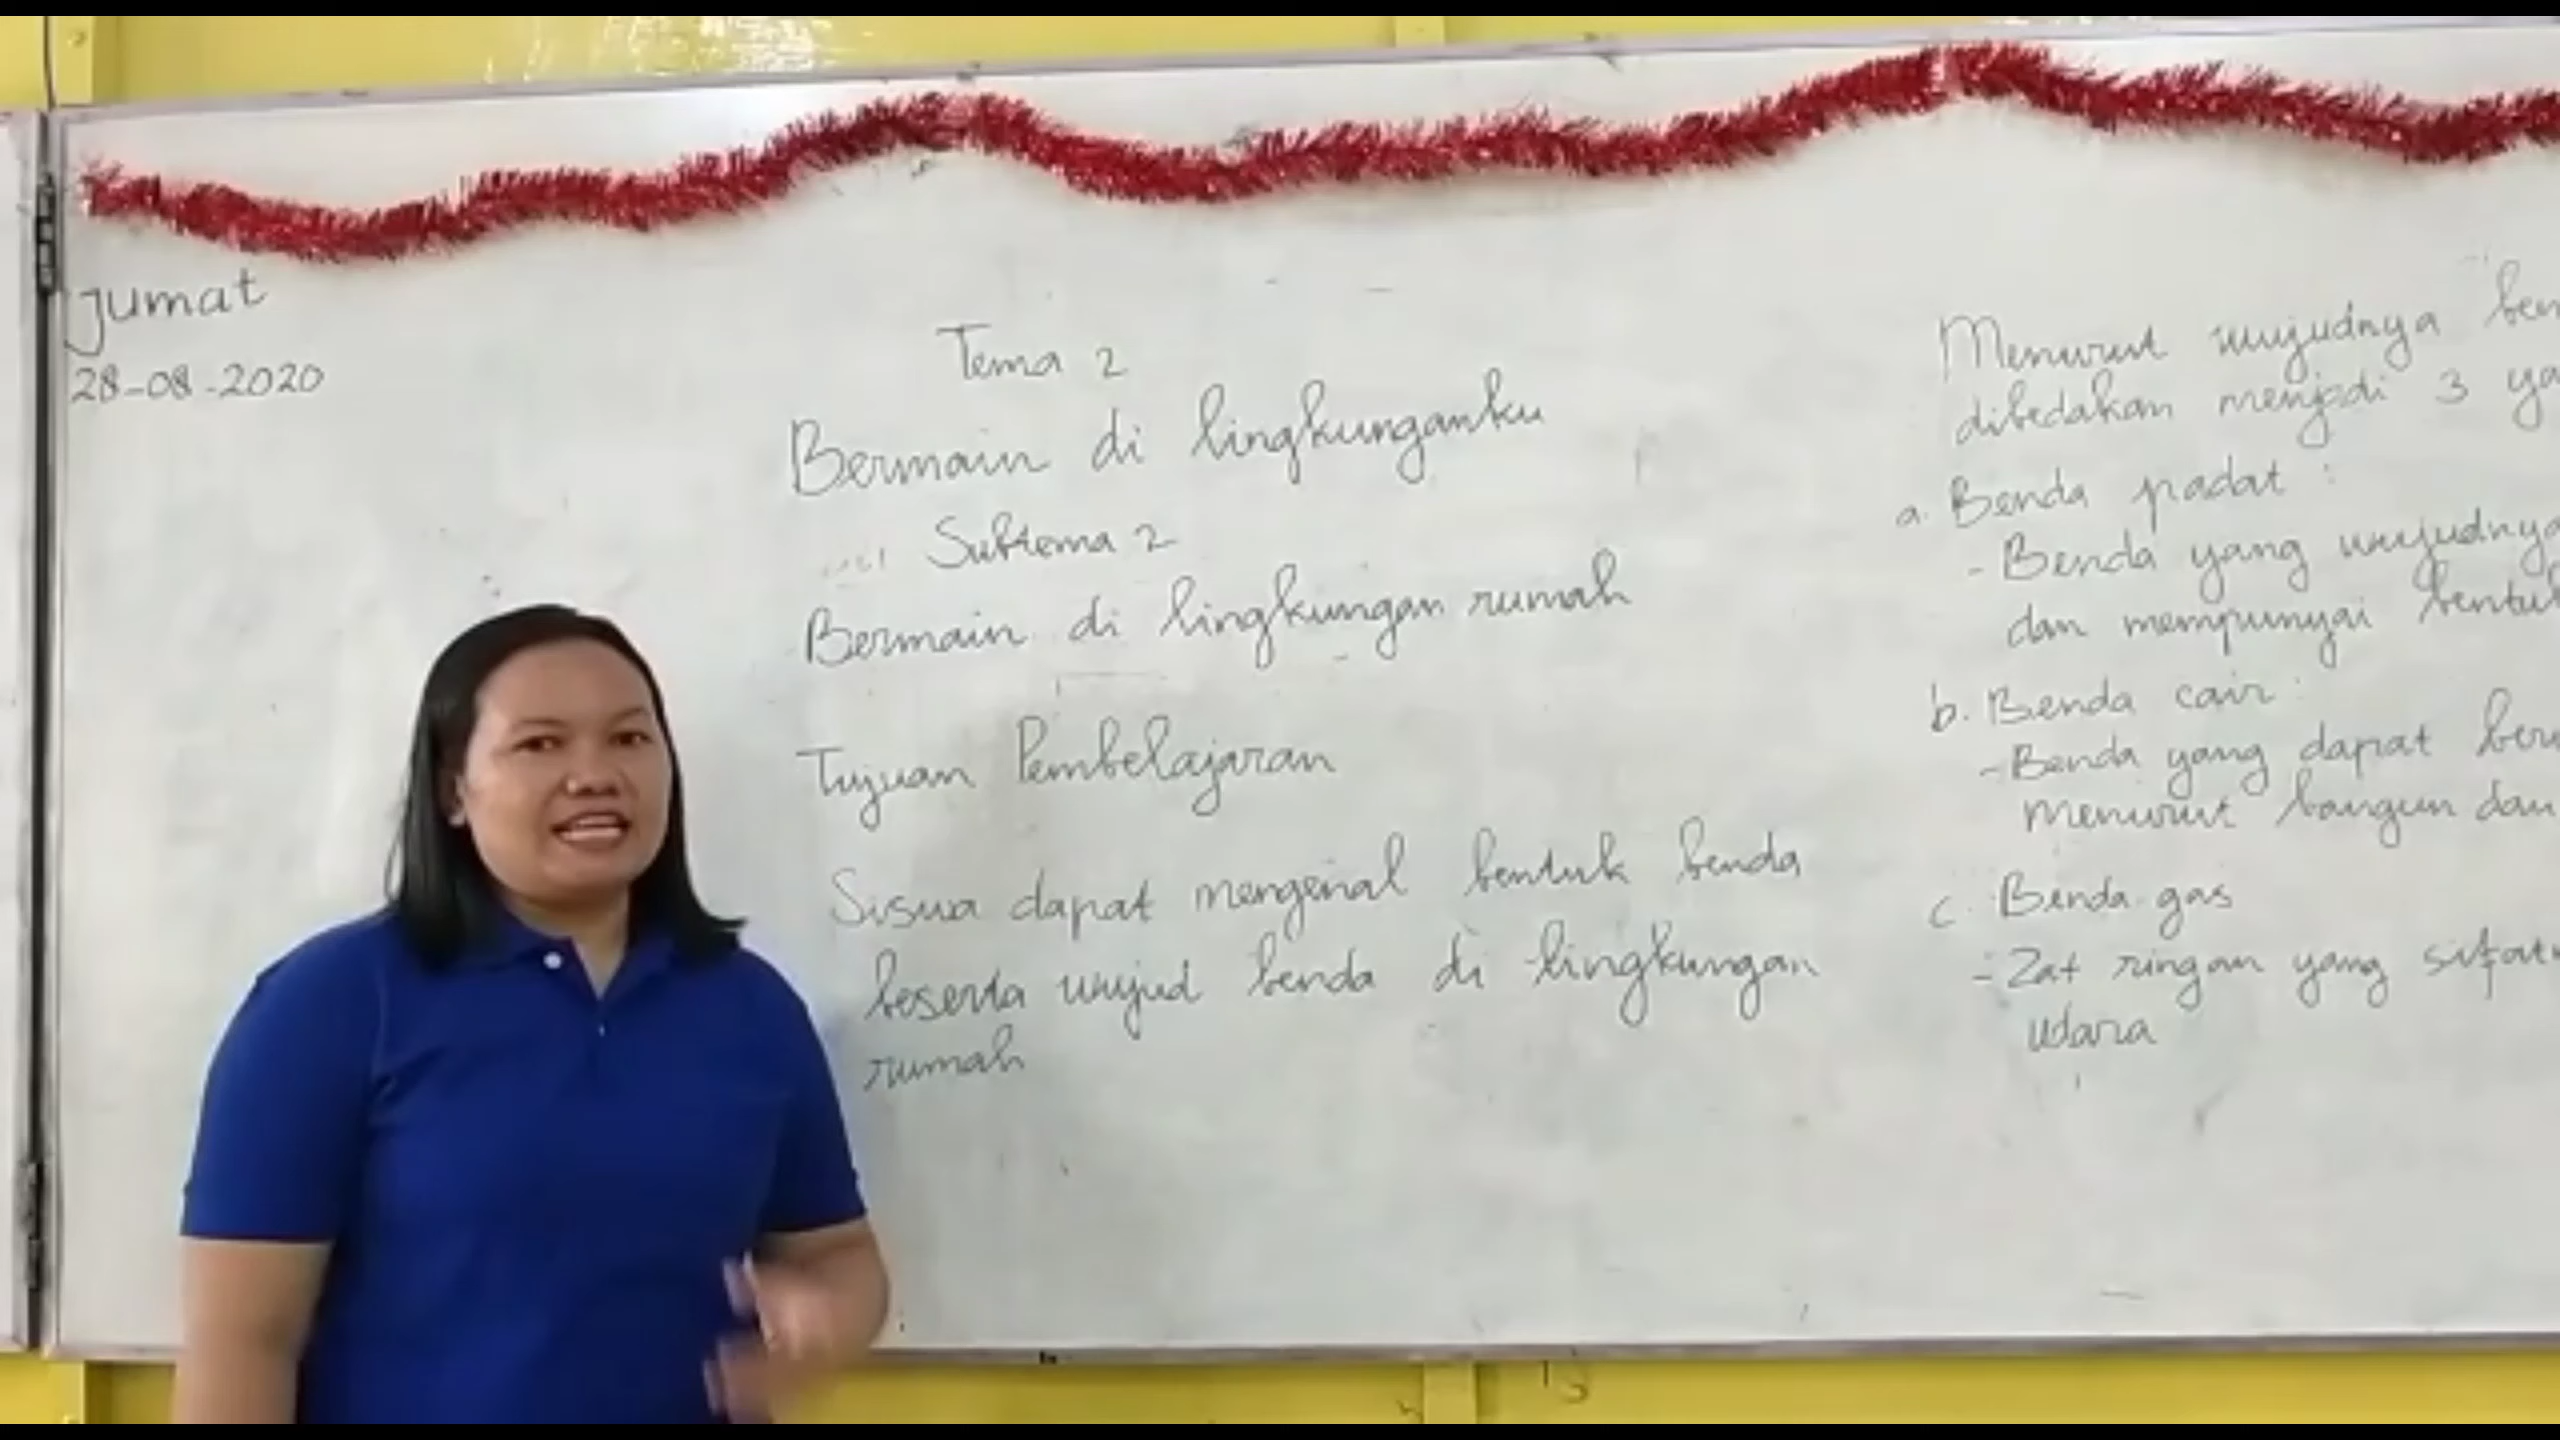 Jumat
28-08-2020
Tema 2
Bermain di lingkunganku
Subtema 2
Bermain di lingkungan rumah
Tujuan Pembelajaran
Siswa dapat mengenal bentuk benda
beserta wujud benda di lingkungan
rumah
Menurut wujudnya
dibedakan menjadi 3
a. Benda padat :
- Benda yang wujudnya
dan mempunyai
b. Benda cair :
- Benda yang dapat
menurut bangun dan
c. Benda gas
- Zat ringan yang
udara